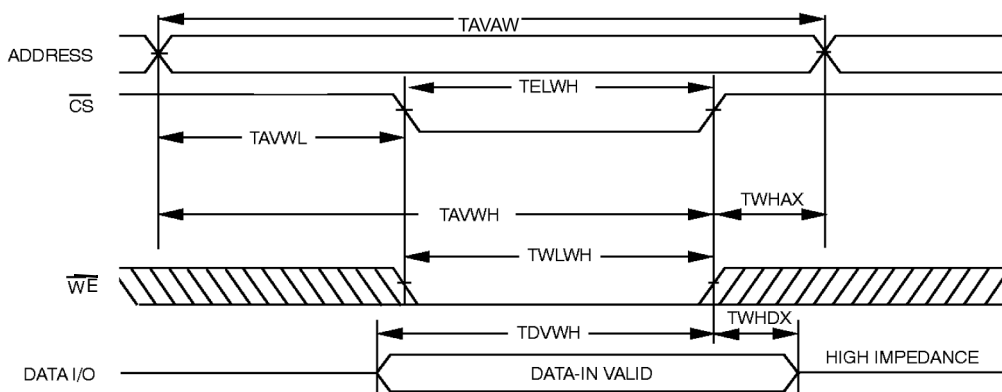 TAVAW
ADDRESS
TELWH
CS
TAVWL
TWHAX
TAVWH
TWLWH
WE
TWHDX
TDVWH
HIGH IMPEDANCE
DATA I/O
DATA-IN VALID